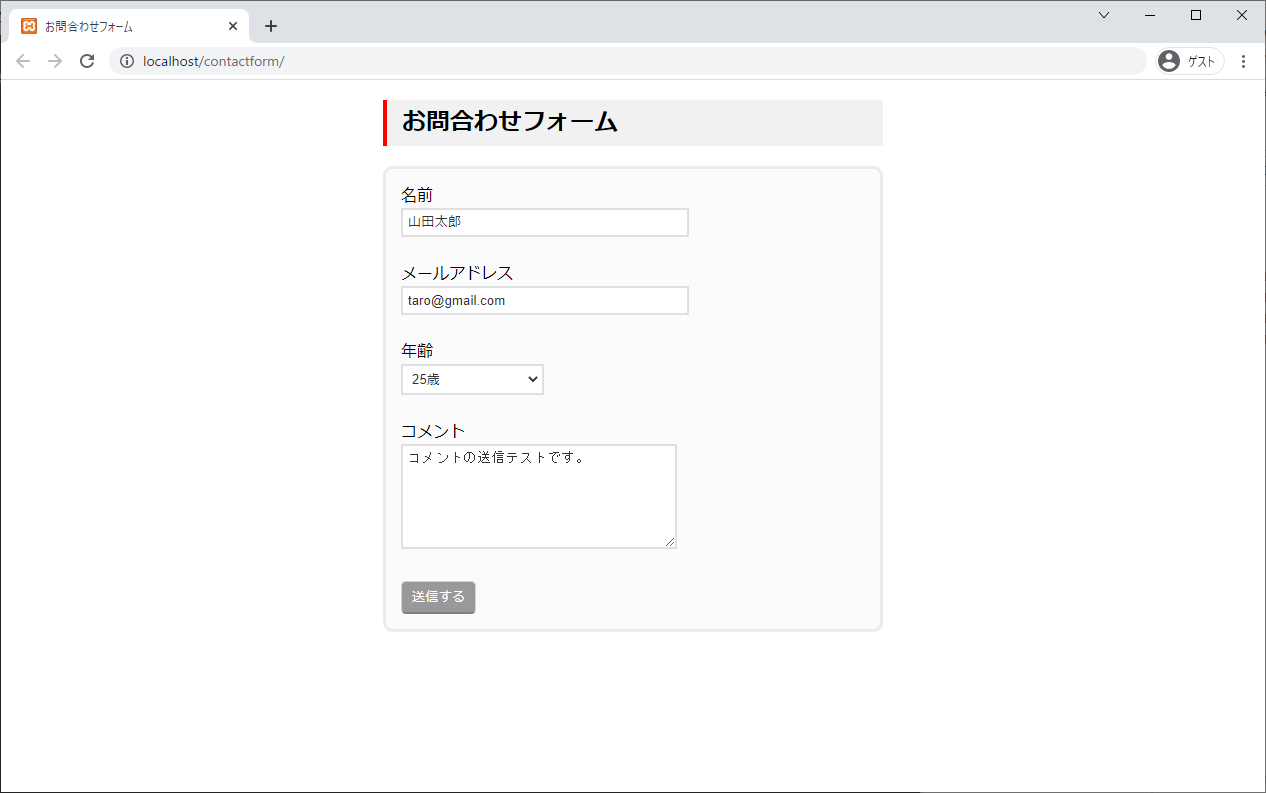 お問合わせフォーム
localhost/contactform/
ゲスト
お問合わせフォーム
名前
山田太郎
メールアドレス
taro@gmail.com
年齢
25歳
コメント
コメントの送信テストです。
送信する